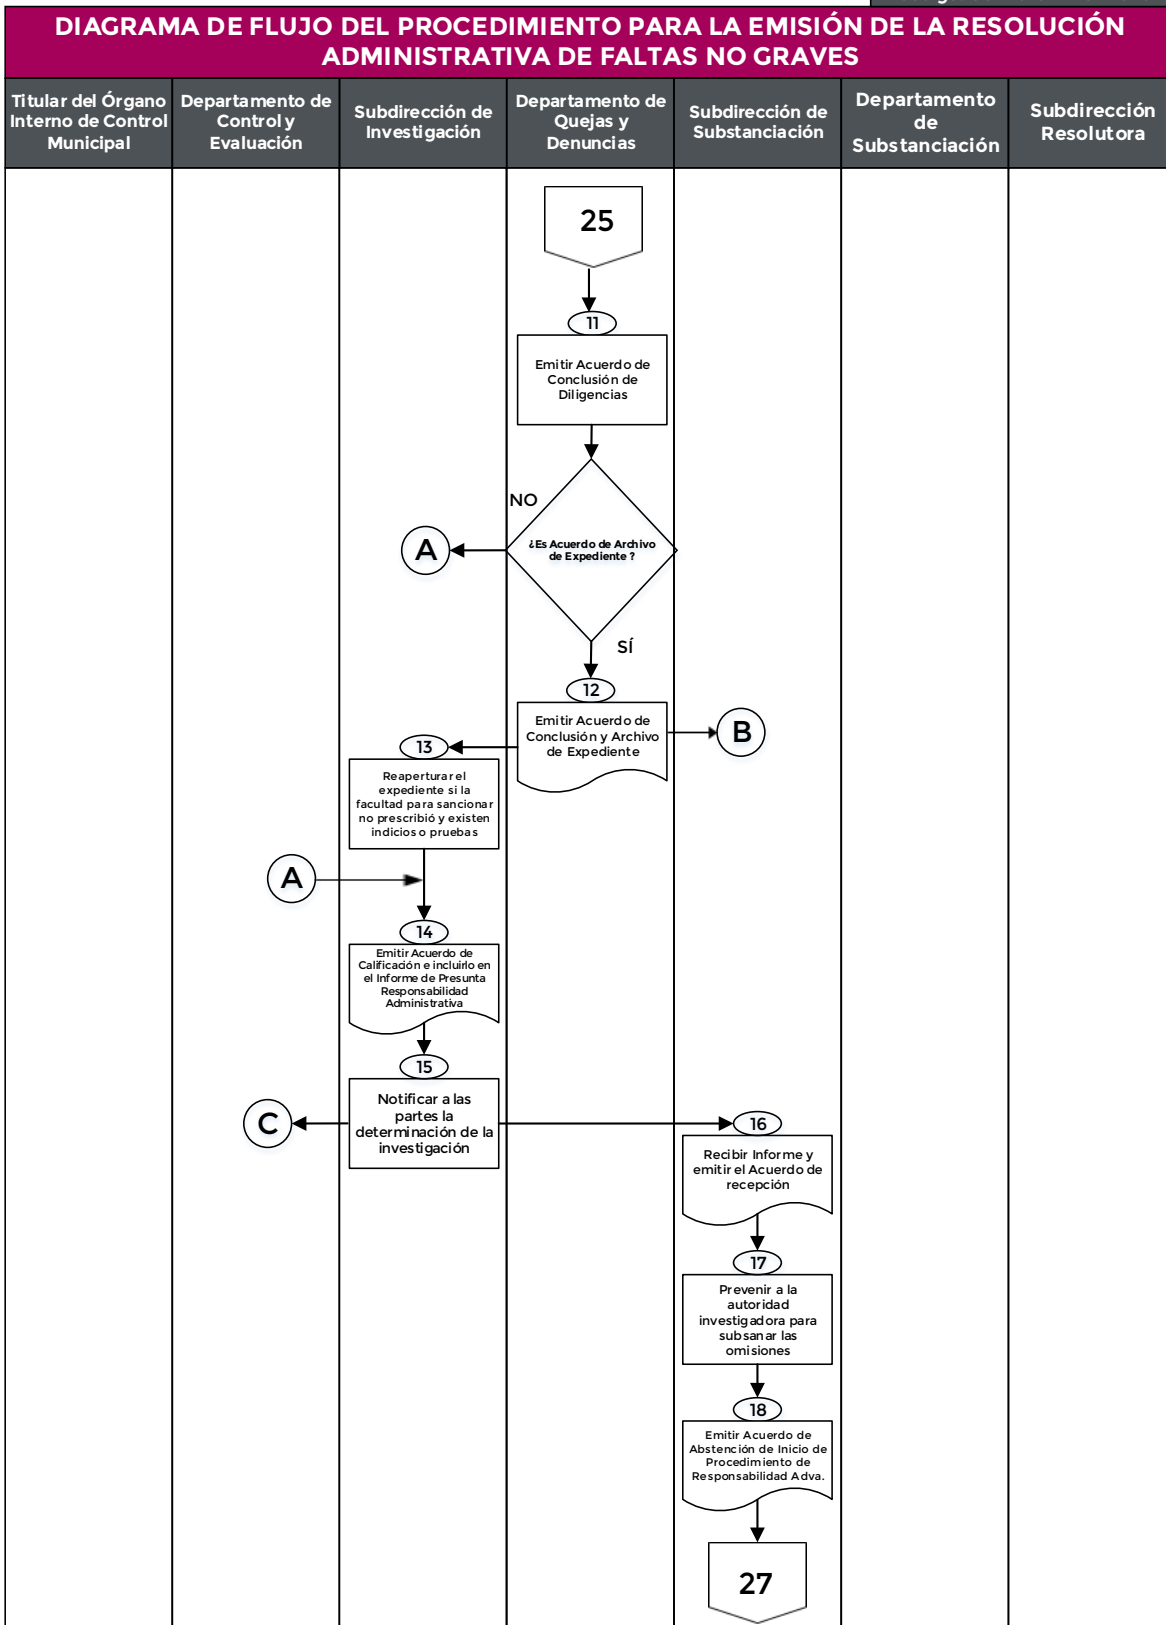 DIAGRAMA DE FLUJO DEL PROCEDIMIENTO PARA LA EMISIÓN DE LA RESOLUCIÓN
ADMINISTRATIVA DE FALTAS NO GRAVES
Titular del Órgano
Interno de Control
Municipal
Departamento de
Control y
Evaluación
Subdirección de
Investigación
Departamento de
Quejas y
Denuncias
Subdirección de
Substanciación
Departamento
de
Substanciación
Subdirección
Resolutora
25
11
Emitir Acuerdo de
Conclusión de
Diligencias
NO
¿Es Acuerdo de Archivo
de Expediente ?
A
SÍ
12
Emitir Acuerdo de
Conclusión y Archivo
de Expediente
B
13
Reaperturar el
expediente si la
facultad para sancionar
no prescribió y existen
indicios o pruebas
A
14
Emitir Acuerdo de
Calificación e incluirlo en
el Informe de Presunta
Responsabilidad
Administrativa
15
Notificar a las
partes la
determinación de la
investigación
C
16
Recibir Informe y
emitir el Acuerdo de
recepción
17
Prevenir a la
autoridad
investigadora para
subsanar las
omisiones
18
Emitir Acuerdo de
Abstención de Inicio de
Procedimiento de
Responsabilidad Adva.
27